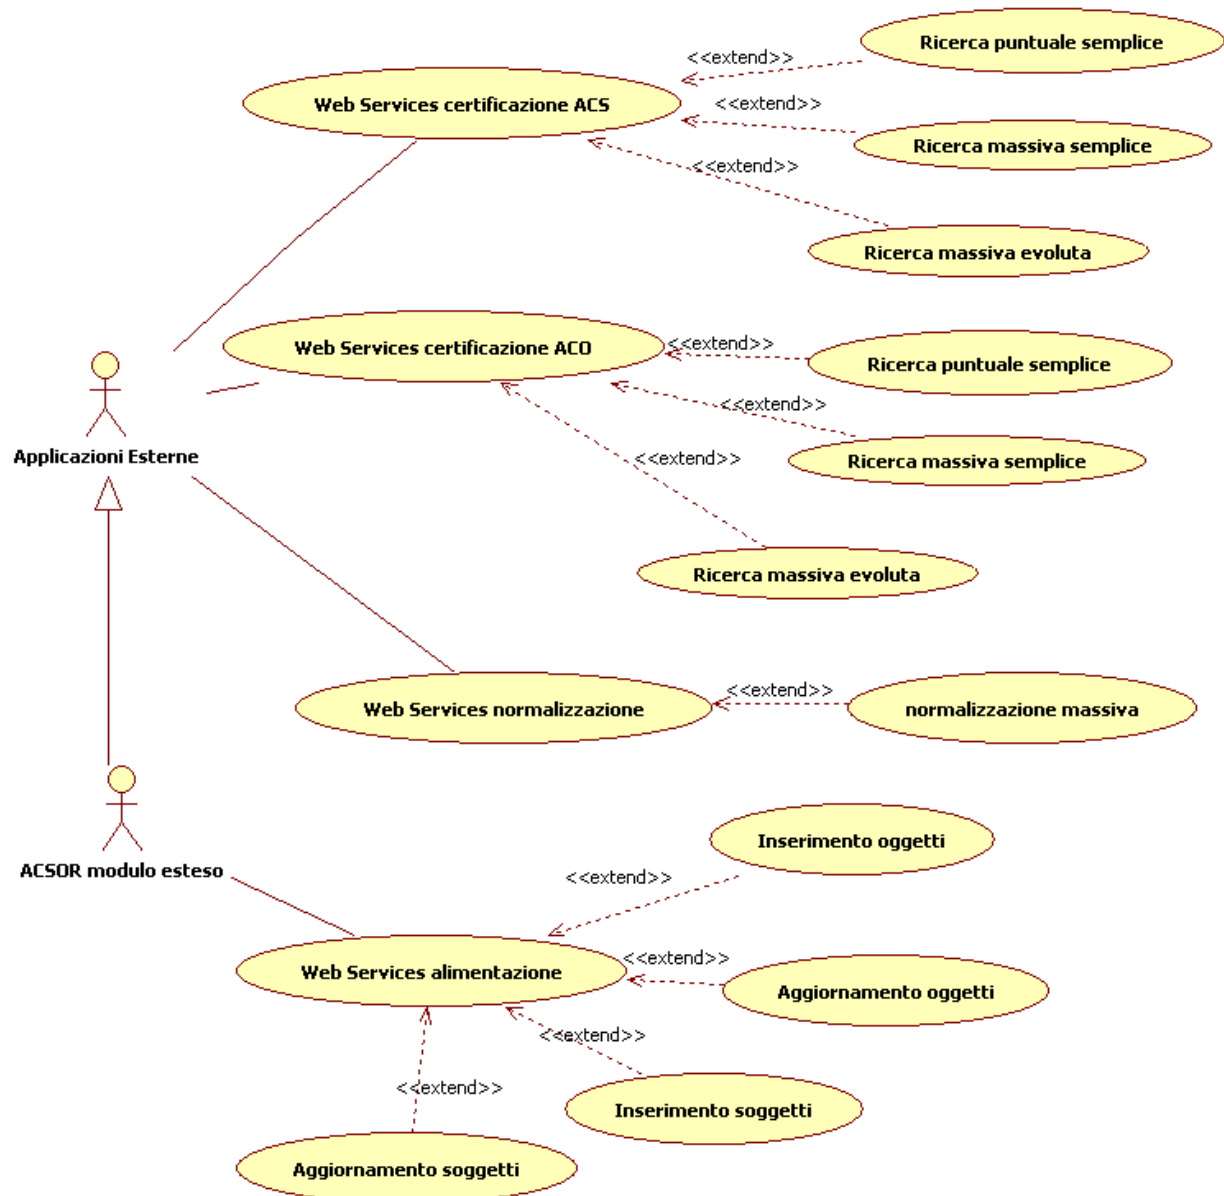 Ricerca puntuale semplice
<<extend>>
Web Services certificazione ACS
<<extend>>
Ricerca massiva semplice
<<extend>>
Ricerca massiva evoluta
Web Services certificazione ACO
<<extend>>
Ricerca puntuale semplice
<<extend>>
Applicazioni Esterne
<<extend>>
Ricerca massiva semplice
Ricerca massiva evoluta
<<extend>>
Web Services normalizzazione
normalizzazione massiva
Inserimento oggetti
ACSOR modulo esteso
<<extend>>
<<extend>>
Web Services alimentazione
Aggiornamento oggetti
<<extend>>
<<extend>>
Inserimento soggetti
Aggiornamento soggetti